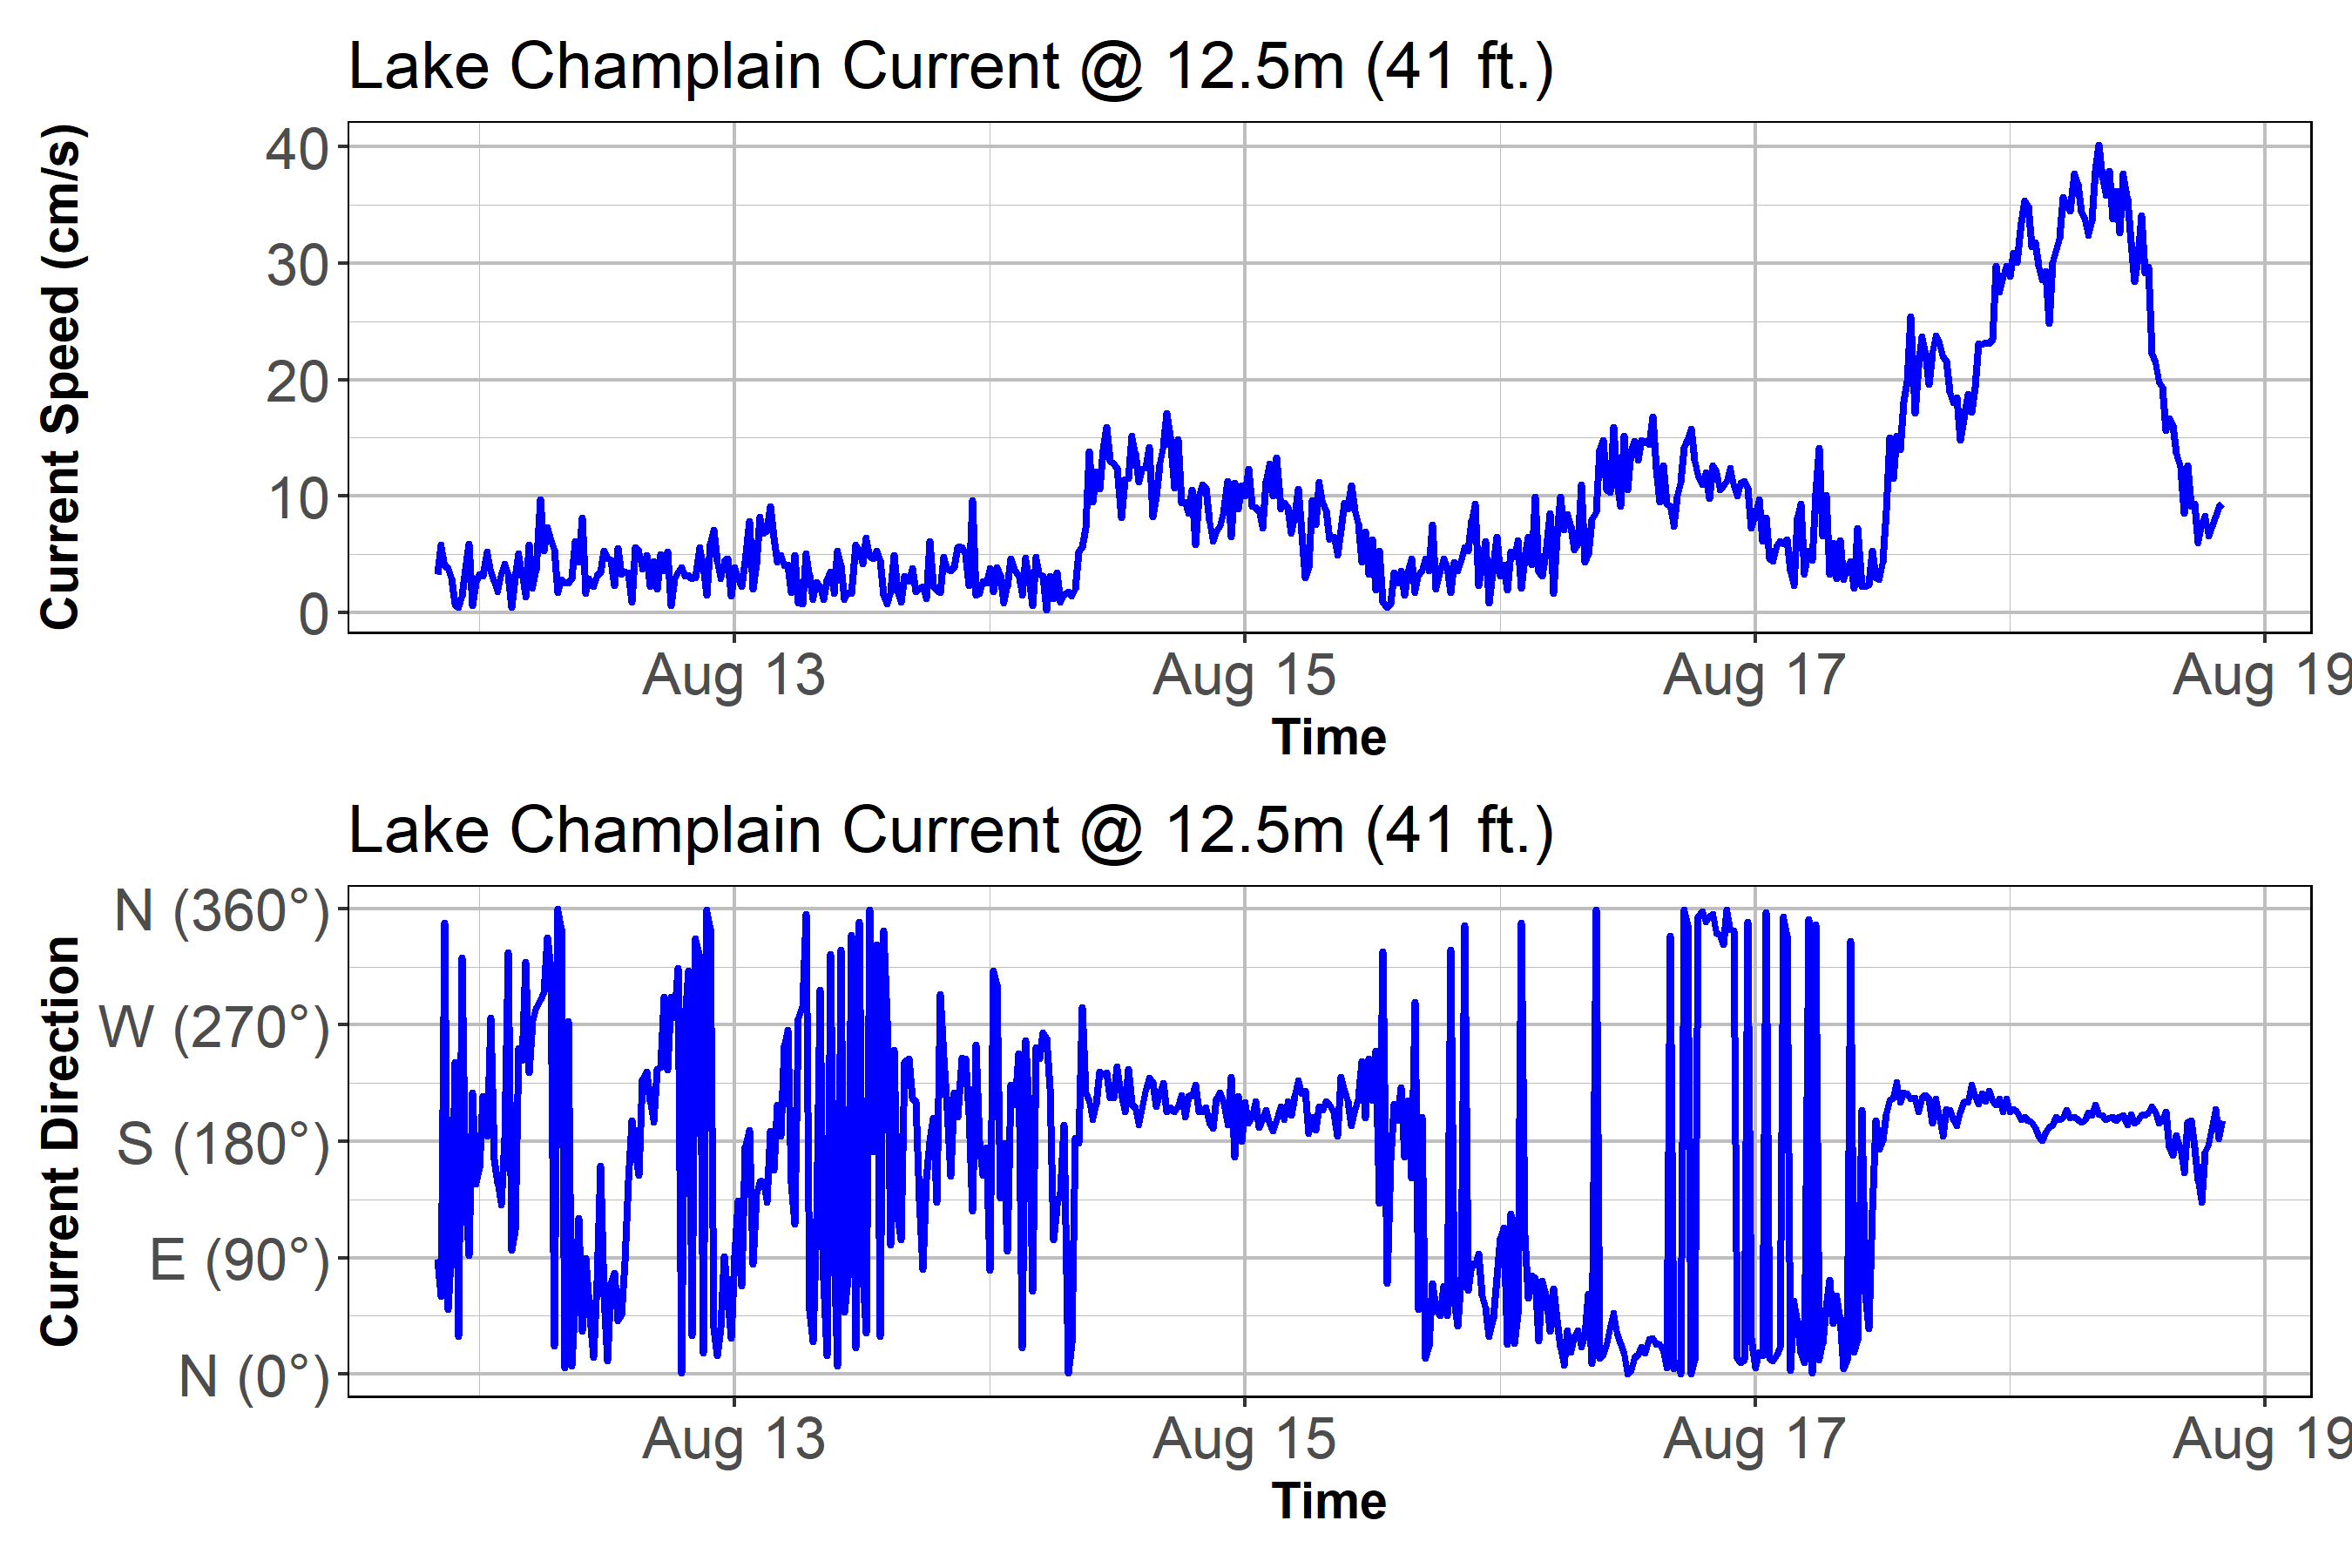 Lake Champlain Current @ 12.5m (41 ft.)
Current Speed (cm/s)
40
30
20
10
0
Aug 13 Aug 15 Aug 17 Aug 19
Time
Lake Champlain Current @ 12.5m (41 ft.)
Current Direction
N (360°)
W (270°)
S (180°)
E (90°)
N (0°)
Aug 13 Aug 15 Aug 17 Aug 19
Time